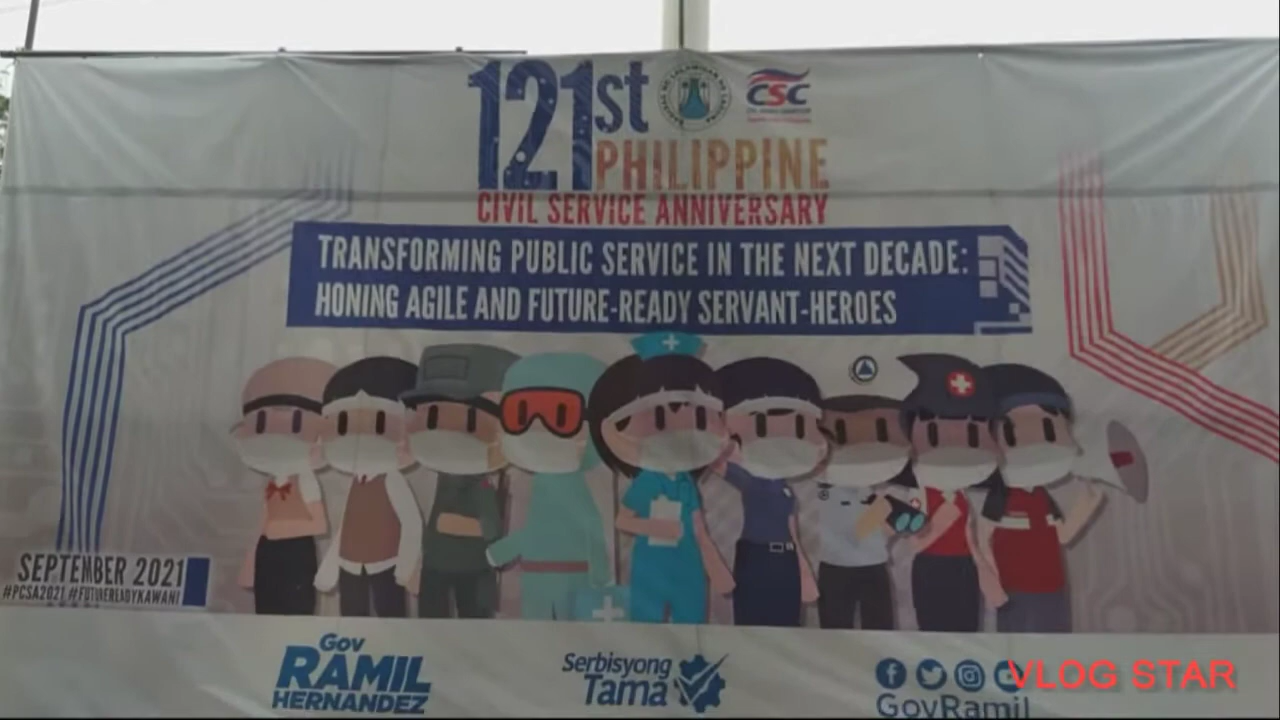 121st
CSC
PHILIPPINE
CIVIL SERVICE ANNIVERSARY
TRANSFORMING PUBLIC SERVICE IN THE NEXT DECADE:
HONING AGILE AND FUTURE-READY SERVANT-HEROES
SEPTEMBER 2021
#PCSA2021 #FUTUREREADYKAWANI
Gov
RAMIL
HERNANDEZ
Serbisyong
Tama
VLOG STAR
GovRamil